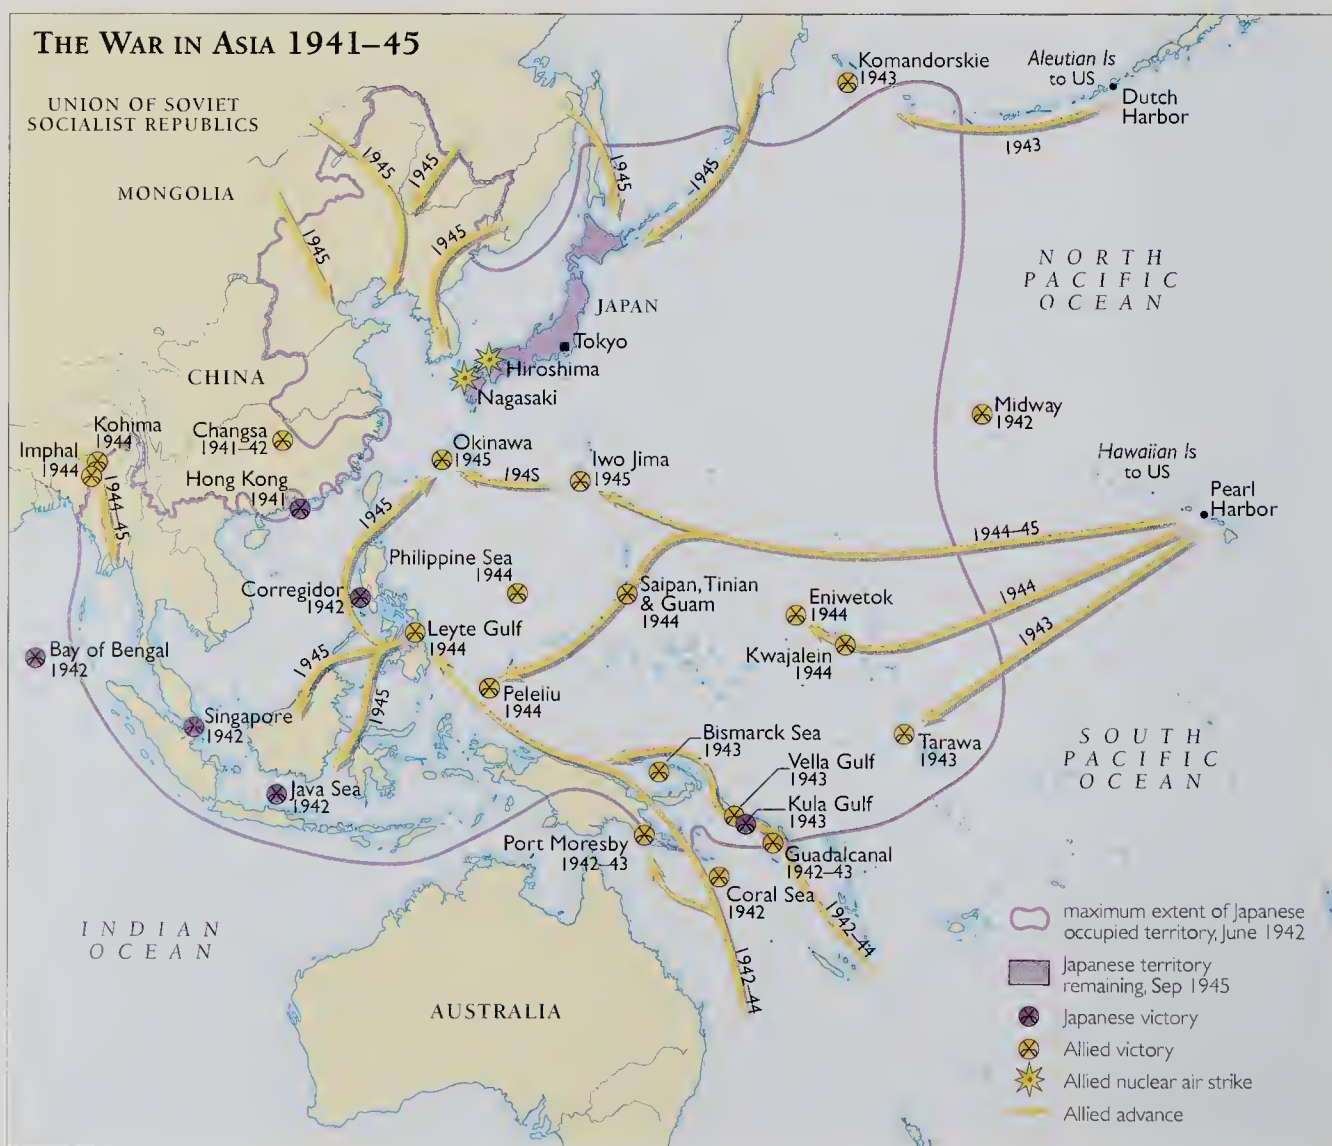 THE WAR IN ASIA 1941–45
UNION OF SOVIET
SOCIALIST REPUBLICS
MONGOLIA
1945
1945
1945
1945
1945
1945
Komandorskie
1943
Aleutian Is
to US
Dutch
Harbor
1943
NORTH
PACIFIC
OCEAN
JAPAN
Tokyo
Hiroshima
Nagasaki
CHINA
Kohima
1944
Imphal
1944
1944–45
Changsa
1941–42
Hong Kong
1941
Okinawa
1945
1945
Iwo Jima
1945
Midway
1942
Hawaiian Is
to US
Pearl
Harbor
1944–45
1944
1943
1945
Philippine Sea
1944
Corregidor
1942
Saipan, Tinian
& Guam
1944
Eniwetok
1944
Kwajalein
1944
Leyte Gulf
1944
Bay of Bengal
1942
1945
1945
Peleliu
1944
Singapore
1942
Java Sea
1942
Bismarck Sea
1943
Vella Gulf
1943
Kula Gulf
1943
Tarawa
1943
SOUTH
PACIFIC
OCEAN
Port Moresby
1942–43
Guadalcanal
1942–43
Coral Sea
1942
1942–44
1942–44
INDIAN
OCEAN
AUSTRALIA
maximum extent of Japanese
occupied territory, June 1942
Japanese territory
remaining, Sep 1945
Japanese victory
Allied victory
Allied nuclear air strike
Allied advance